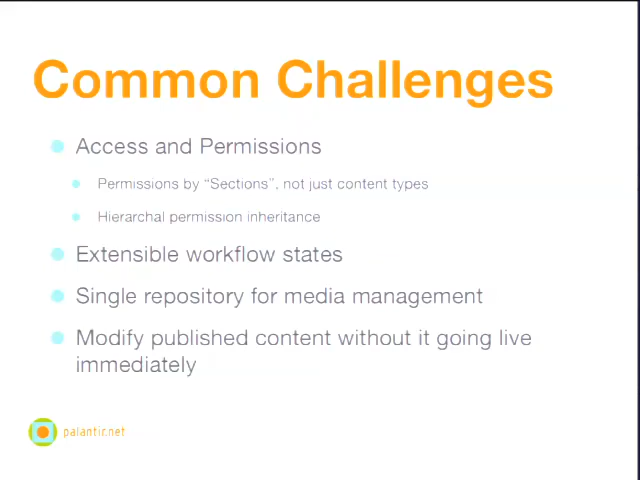 Common Challenges
Access and Permissions
Permissions by “Sections”, not just content types
Hierarchal permission inheritance
Extensible workflow states
Single repository for media management
Modify published content without it going live
immediately
palantir.net